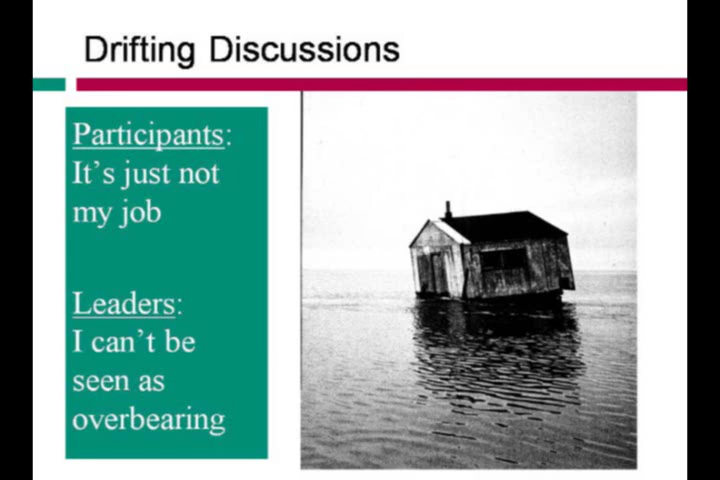 Drifting Discussions
Participants:
It's just not
my job
Leaders:
I can't be
seen as
overbearing